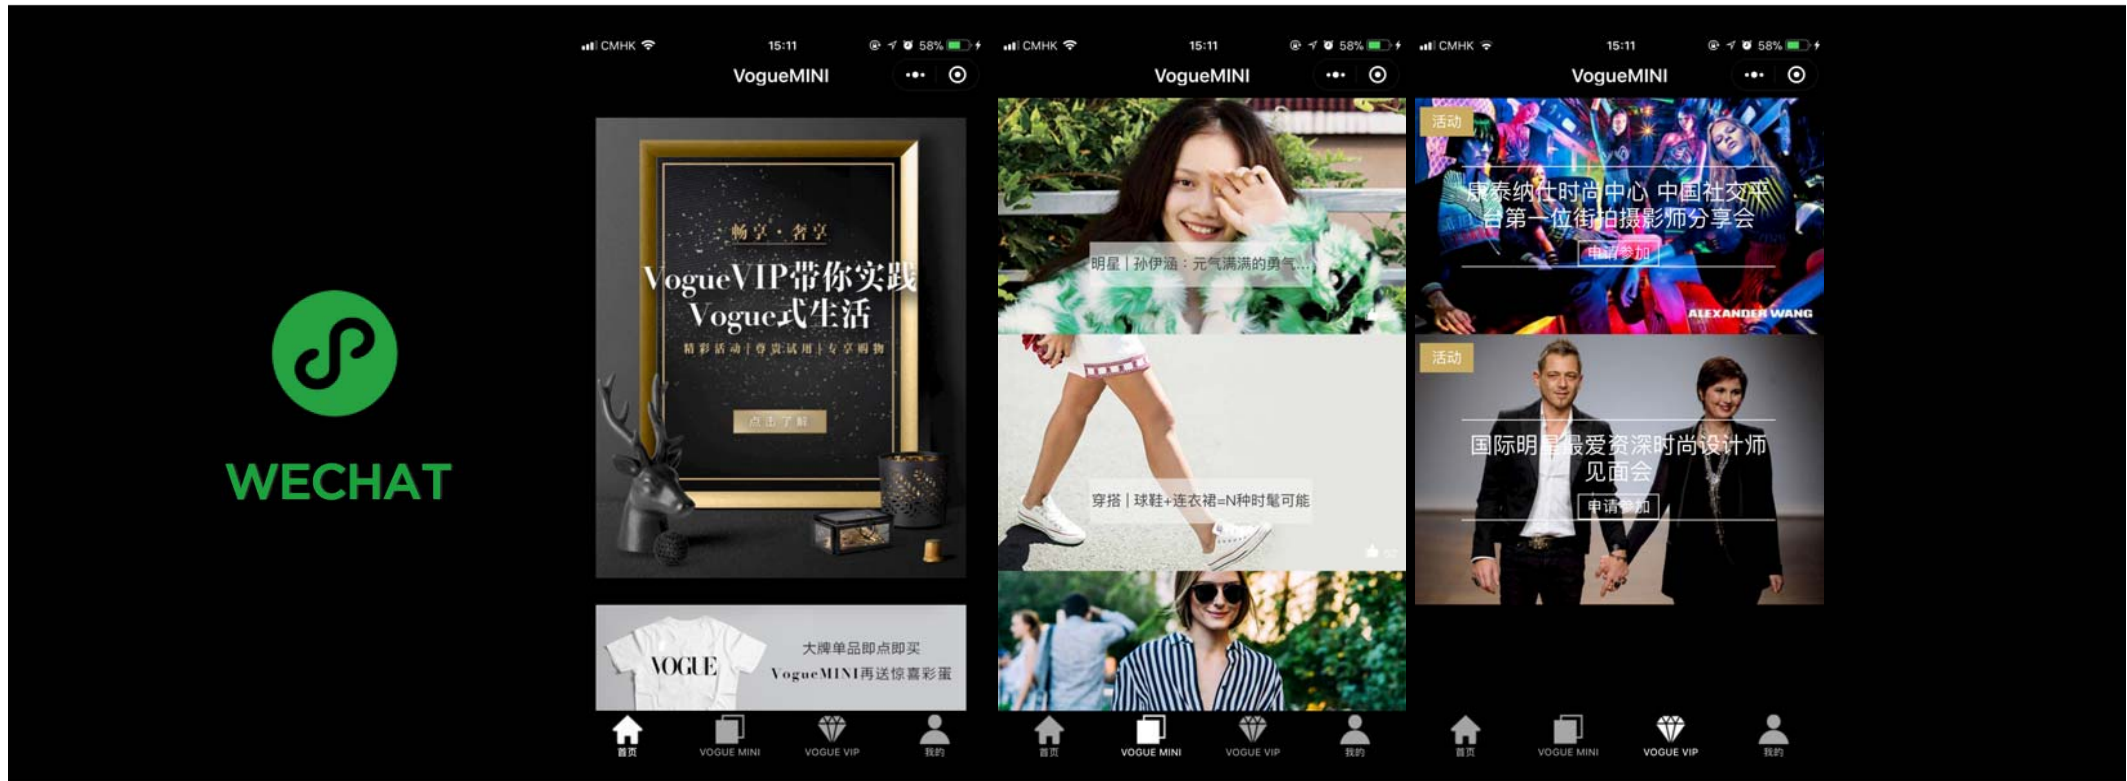 WECHAT
CMHK
15:11
58%
VogueMINI
畅享·奢享
VogueVIP带你实践
Vogue式生活
精彩活动|尊贵试用|专享购物
点击了解
VOGUE
大牌单品即点即买
VogueMINI再送惊喜彩蛋
首页
VOGUE MINI
VOGUE VIP
我的
CMHK
15:11
58%
VogueMINI
明星|孙伊涵：元气满满的勇气...
穿搭|球鞋+连衣裙=N种时髦可能
52
首页
VOGUE MINI
VOGUE VIP
我的
CMHK
15:11
58%
VogueMINI
活动
康泰纳仕时尚中心 中国社交平
台第一位街拍摄影师分享会
申请参加
ALEXANDER WANG
活动
国际明星最爱资深时尚设计师
见面会
申请参加
首页
VOGUE MINI
VOGUE VIP
我的